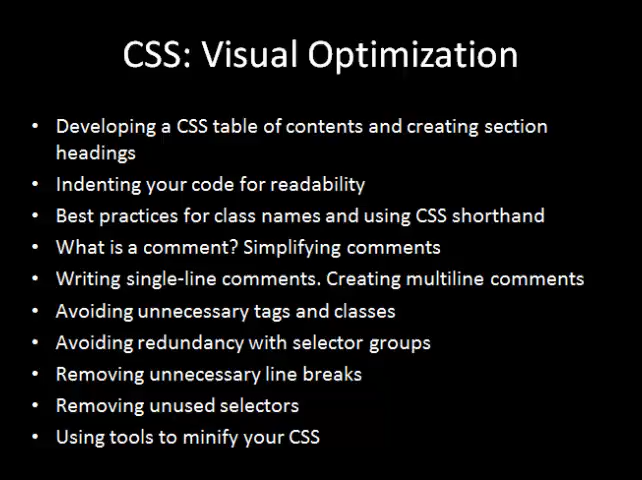 CSS: Visual Optimization
• Developing a CSS table of contents and creating section
headings
• Indenting your code for readability
• Best practices for class names and using CSS shorthand
• What is a comment? Simplifying comments
• Writing single-line comments. Creating multiline comments
• Avoiding unnecessary tags and classes
• Avoiding redundancy with selector groups
• Removing unnecessary line breaks
• Removing unused selectors
• Using tools to minify your CSS